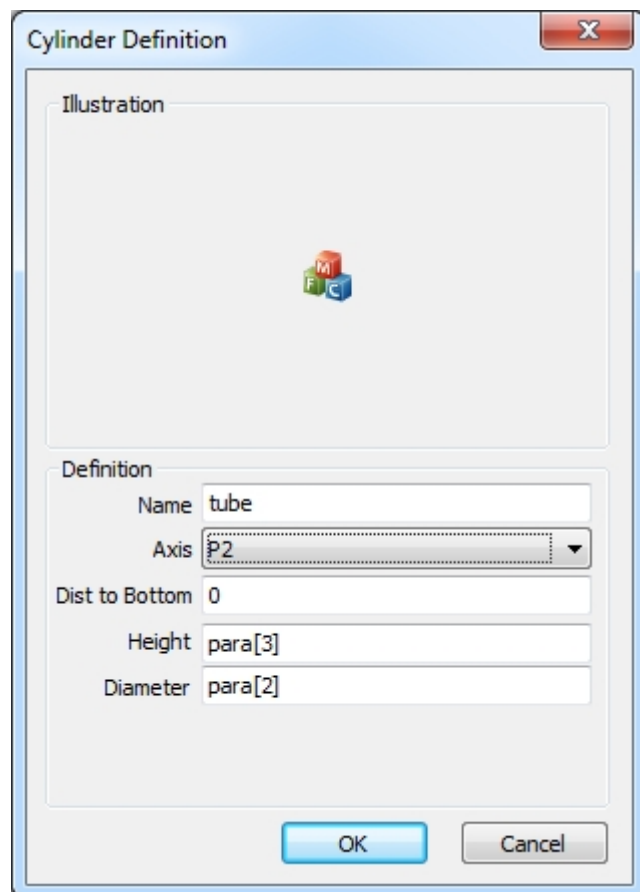 Cylinder Definition
Illustration
M
F C
Definition
Name tube
Axis P2
Dist to Bottom 0
Height para[3]
Diameter para[2]
OK Cancel